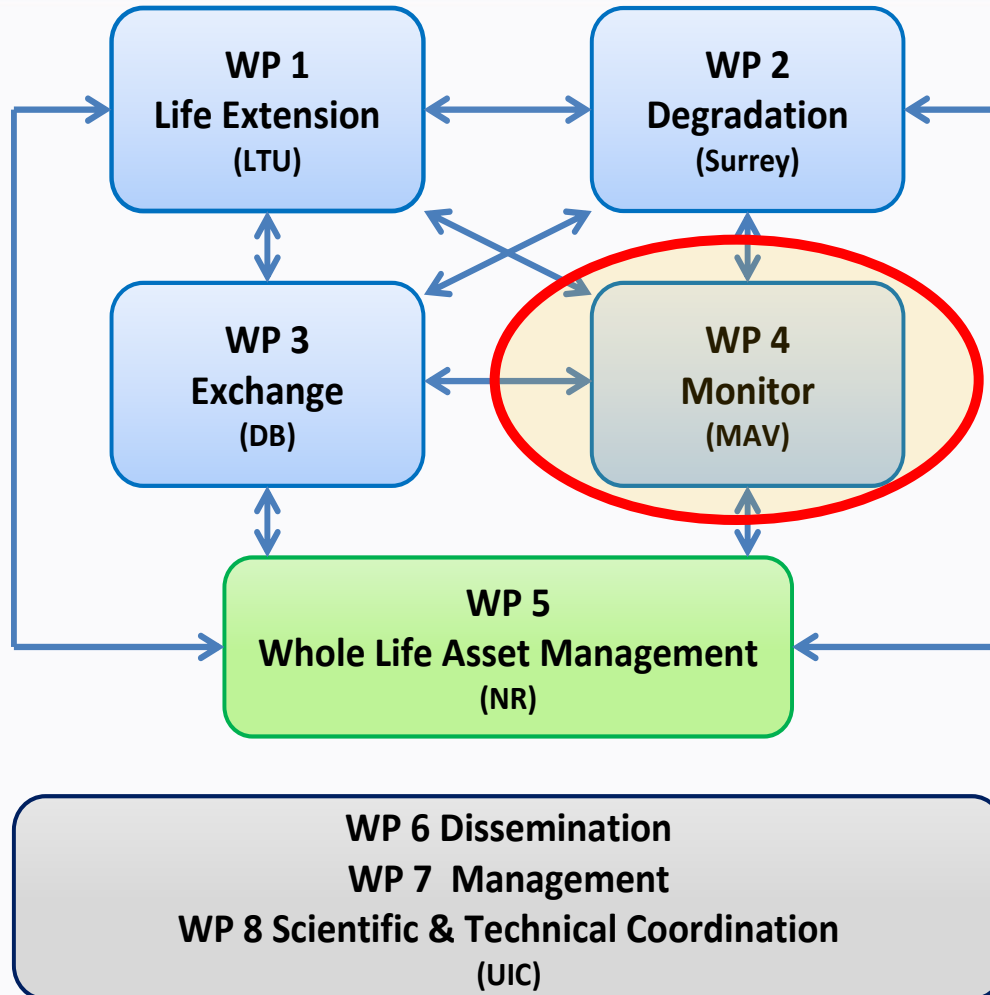 WP 1
Life Extension
(LTU)
WP 2
Degradation
(Surrey)
WP 3
Exchange
(DB)
WP 4
Monitor
(MAV)
WP 5
Whole Life Asset Management
(NR)
WP 6 Dissemination
WP 7 Management
WP 8 Scientific & Technical Coordination
(UIC)